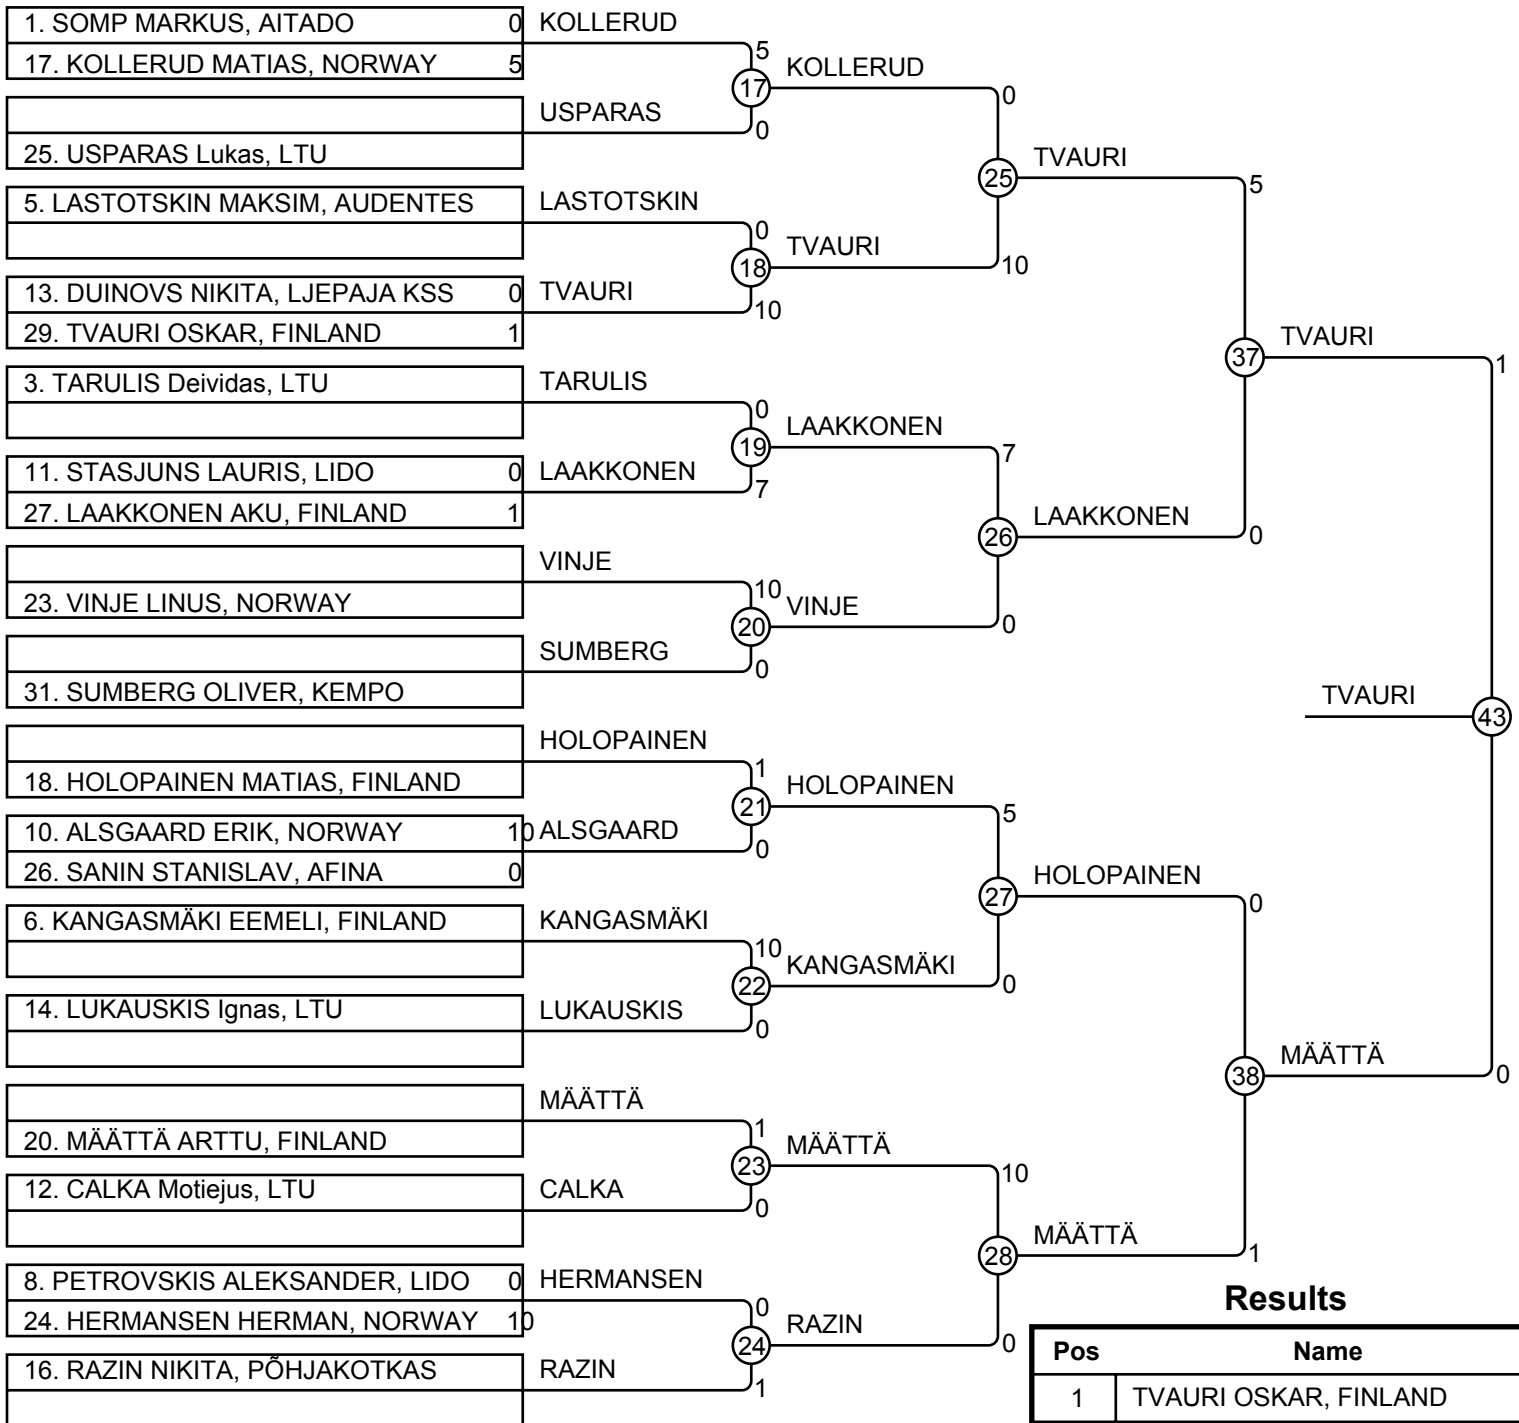 1. SOMP MARKUS, AITADO 0
17. KOLLERUD MATIAS, NORWAY 5
25. USPARAS Lukas, LTU
5. LASTOTSKIN MAKSIM, AUDENTES
13. DUINOVS NIKITA, LJEPAJA KSS 0
29. TVAURI OSKAR, FINLAND 1
3. TARULIS Deividas, LTU
11. STASJUNS LAURIS, LIDO 0
27. LAAKKONEN AKU, FINLAND 1
23. VINJE LINUS, NORWAY
31. SUMBERG OLIVER, KEMPO
18. HOLOPAINEN MATIAS, FINLAND
10. ALSGAARD ERIK, NORWAY 10
26. SANIN STANISLAV, AFINA 0
6. KANGASMÄKI EEMELI, FINLAND
14. LUKAUSKIS Ignas, LTU
20. MÄÄTTÄ ARTTU, FINLAND
12. CALKA Motiejus, LTU
8. PETROVSKIS ALEKSANDER, LIDO 0
24. HERMANSEN HERMAN, NORWAY 10
16. RAZIN NIKITA, PÕHJAKOTKAS
KOLLERUD
5
17
USPARAS
0
LASTOTSKIN
0
18
TVAURI
10
TARULIS
0
19
LAAKKONEN
7
VINJE
10
20
SUMBERG
0
HOLOPAINEN
1
21
ALSGAARD
0
KANGASMÄKI
10
22
LUKAUSKIS
0
MÄÄTTÄ
1
23
CALKA
0
HERMANSEN
0
24
RAZIN
1
KOLLERUD
0
25
TVAURI
10
LAAKKONEN
7
26
VINJE
0
HOLOPAINEN
5
27
KANGASMÄKI
0
MÄÄTTÄ
10
28
RAZIN
0
TVAURI
5
37
LAAKKONEN
0
HOLOPAINEN
0
38
MÄÄTTÄ
1
TVAURI
1
43
MÄÄTTÄ
0
TVAURI
Results
Pos Name
1 TVAURI OSKAR, FINLAND